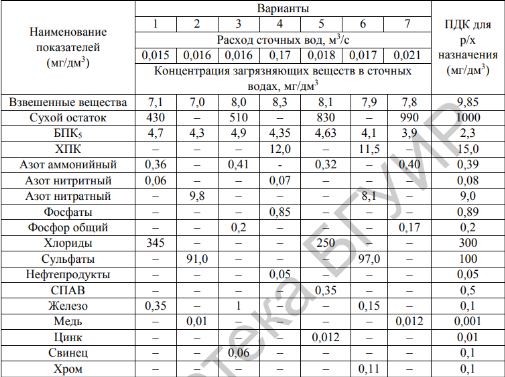 Наименование показателей (мг/дм³) Варианты ПДК для р/х назначения (мг/дм³)
1 2 3 4 5 6 7
Расход сточных вод, м³/с
0,015 0,016 0,016 0,17 0,018 0,017 0,021
Концентрация загрязняющих веществ в сточных водах, мг/дм³
Взвешенные вещества 7,1 7,0 8,0 8,3 8,1 7,9 7,8 9,85
Сухой остаток 430 – 510 – 830 – 990 1000
БПК₅ 4,7 4,3 4,9 4,35 4,63 4,1 3,9 2,3
ХПК – – – 12,0 – 11,5 – 15,0
Азот аммонийный 0,36 – 0,41 – 0,32 – 0,40 0,39
Азот нитритный 0,06 – – 0,07 – – – 0,08
Азот нитратный – 9,8 – – – 8,1 – 9,0
Фосфаты – – – 0,85 – – – 0,89
Фосфор общий – – 0,2 – – – 0,17 0,2
Хлориды 345 – – – 250 – – 300
Сульфаты – 91,0 – – – 97,0 – 100
Нефтепродукты – – – 0,05 – – – 0,05
СПАВ – – – – 0,35 – – 0,5
Железо 0,35 – 1 – – 0,15 – 0,1
Медь – 0,01 – – – – 0,012 0,001
Цинк – – – – 0,012 – – 0,01
Свинец – – 0,06 – – – – 0,1
Хром – – – – – 0,11 – 0,1
отека БГУИР